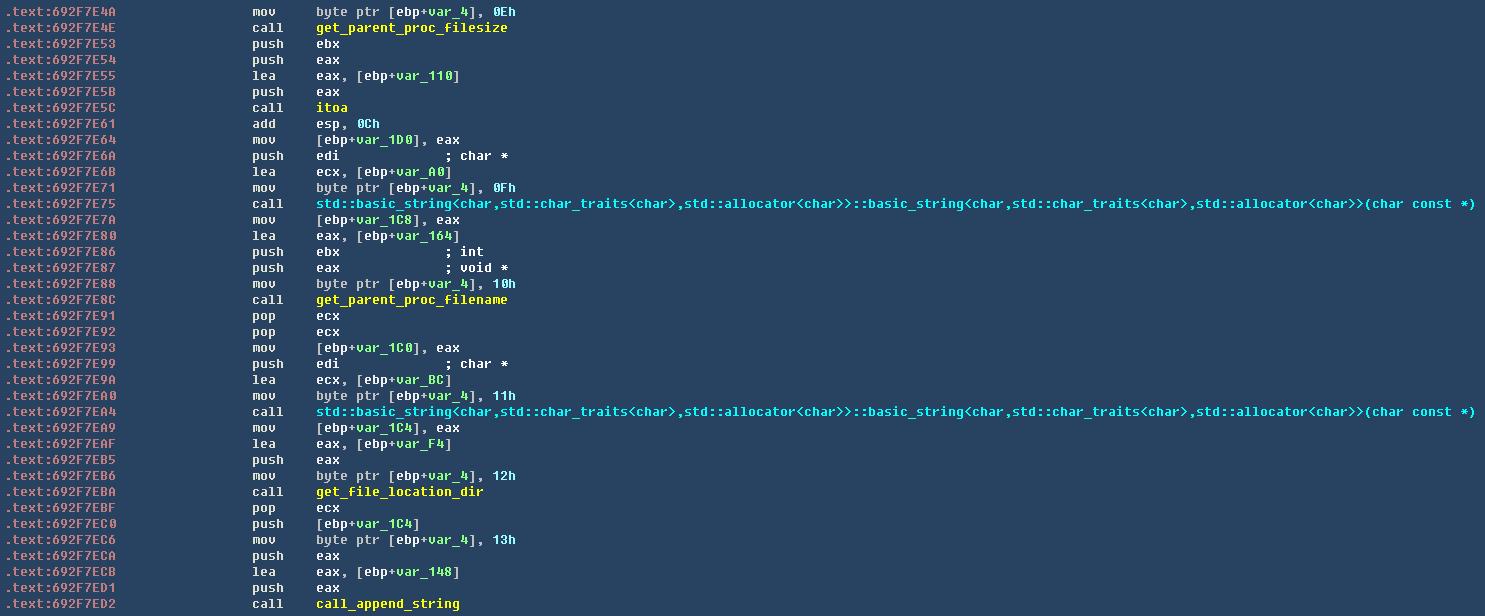 .text:692F7E4A mov byte ptr [ebp+var_4], 0Eh
.text:692F7E4E call get_parent_proc_filesize
.text:692F7E53 push ebx
.text:692F7E54 push eax
.text:692F7E55 lea eax, [ebp+var_110]
.text:692F7E5B push eax
.text:692F7E5C call itoa
.text:692F7E61 add esp, 0Ch
.text:692F7E64 mov [ebp+var_1D0], eax
.text:692F7E6A push edi ; char *
.text:692F7E6B lea ecx, [ebp+var_A0]
.text:692F7E71 mov byte ptr [ebp+var_4], 0Fh
.text:692F7E75 call std::basic_string<char,std::char_traits<char>,std::allocator<char>>::basic_string<char,std::char_traits<char>,std::allocator<char>>(char const *)
.text:692F7E7A mov [ebp+var_1C8], eax
.text:692F7E80 lea eax, [ebp+var_164]
.text:692F7E86 push ebx ; int
.text:692F7E87 push eax ; void *
.text:692F7E88 mov byte ptr [ebp+var_4], 10h
.text:692F7E8C call get_parent_proc_filename
.text:692F7E91 pop ecx
.text:692F7E92 pop ecx
.text:692F7E93 mov [ebp+var_1C0], eax
.text:692F7E99 push edi ; char *
.text:692F7E9A lea ecx, [ebp+var_BC]
.text:692F7EA0 mov byte ptr [ebp+var_4], 11h
.text:692F7EA4 call std::basic_string<char,std::char_traits<char>,std::allocator<char>>::basic_string<char,std::char_traits<char>,std::allocator<char>>(char const *)
.text:692F7EA9 mov [ebp+var_1C4], eax
.text:692F7EAF lea eax, [ebp+var_F4]
.text:692F7EB5 push eax
.text:692F7EB6 mov byte ptr [ebp+var_4], 12h
.text:692F7EBA call get_file_location_dir
.text:692F7EBF pop ecx
.text:692F7EC0 push [ebp+var_1C4]
.text:692F7EC6 mov byte ptr [ebp+var_4], 13h
.text:692F7ECA push eax
.text:692F7ECB lea eax, [ebp+var_148]
.text:692F7ED1 push eax
.text:692F7ED2 call call_append_string